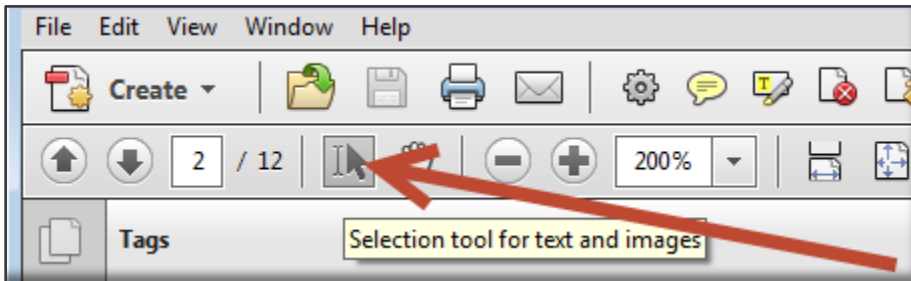 File Edit View Window Help
Create
2 / 12 200%
Tags Selection tool for text and images